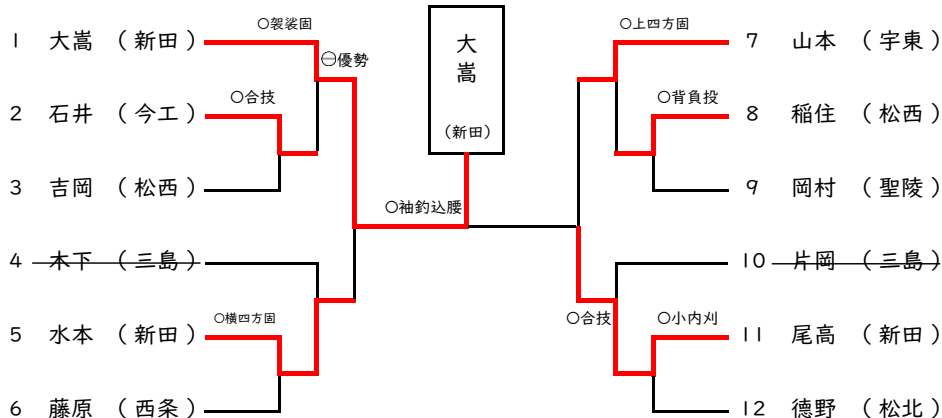 1 大嵩 （新田）
2 石井 （今工）
3 吉岡 （松西）
4 木下 （三島）
5 水本 （新田）
6 藤原 （西条）
○袈裟固
⊖優勢
○合技
○横四方固
○袖釣込腰
大嵩
（新田）
○上四方固
○背負投
○合技
○小内刈
7 山本 （宇東）
8 稲住 （松西）
9 岡村 （聖陵）
10 片岡 （三島）
11 尾高 （新田）
12 德野 （松北）